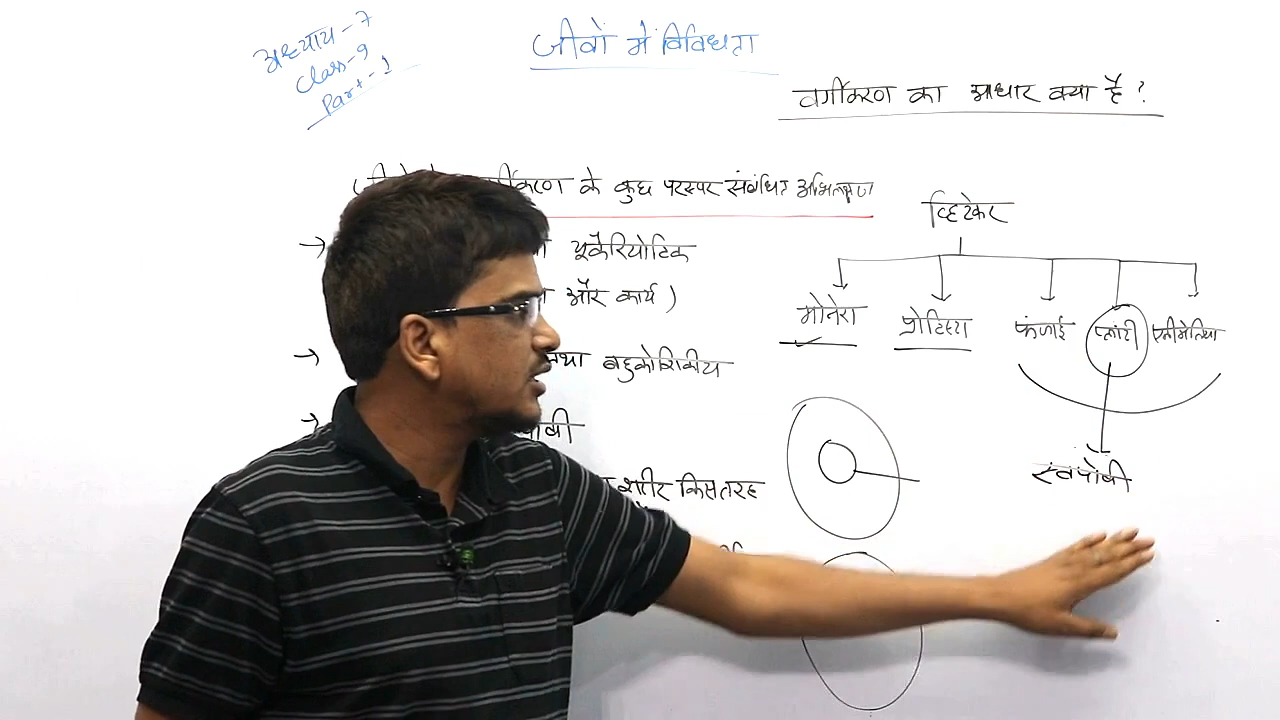 अध्याय-7
Class-9
Part-1
जीवों में विविधता
वर्गीकरण का आधार क्या है?
वर्गीकरण के कुछ परस्पर संबंधित अभिलक्षण
→ यूकैरियोटिक
और कार्य)
→ तथा बहुकोशिकीय
→
शरीर किस तरह
व्हिटेकर
मोनेरा प्रोटिस्टा फंजाई प्लांटी एनीमेलिया
स्वपोषी